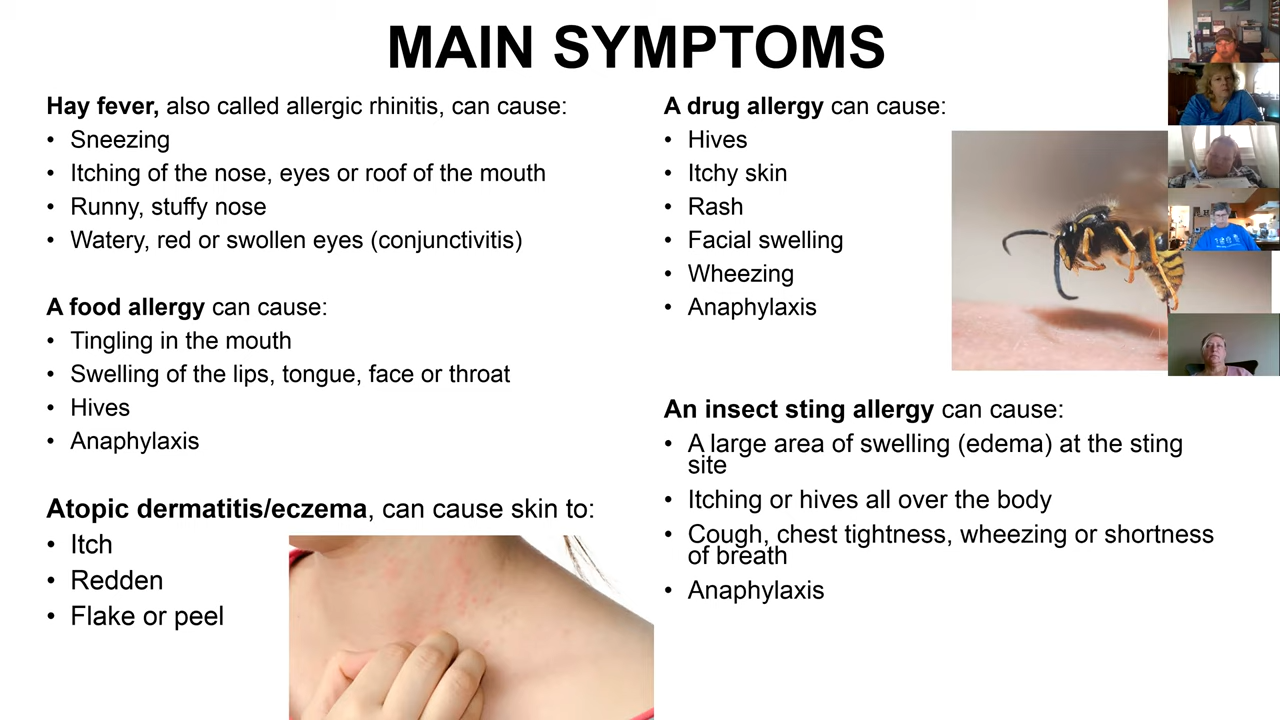 MAIN SYMPTOMS
Hay fever, also called allergic rhinitis, can cause:
• Sneezing
• Itching of the nose, eyes or roof of the mouth
• Runny, stuffy nose
• Watery, red or swollen eyes (conjunctivitis)
A food allergy can cause:
• Tingling in the mouth
• Swelling of the lips, tongue, face or throat
• Hives
• Anaphylaxis
Atopic dermatitis/eczema, can cause skin to:
• Itch
• Redden
• Flake or peel
A drug allergy can cause:
• Hives
• Itchy skin
• Rash
• Facial swelling
• Wheezing
• Anaphylaxis
An insect sting allergy can cause:
• A large area of swelling (edema) at the sting
site
• Itching or hives all over the body
• Cough, chest tightness, wheezing or shortness
of breath
• Anaphylaxis